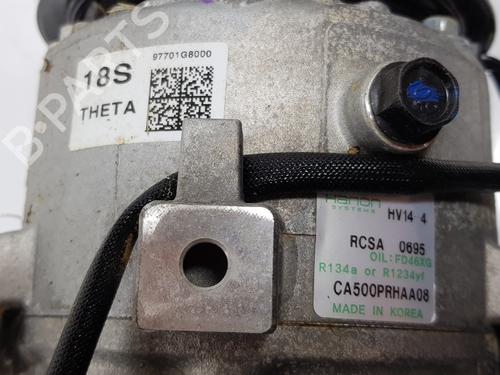 97701G8000
18S
THETA
B-PARTS
Hanon
SYSTEMS
HV14 4
RCSA 0695
OIL:FD46XG
R134a or R1234yf
CA500PRHAA08
MADE IN KOREA